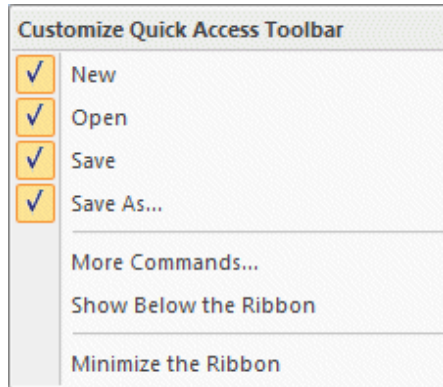 Customize Quick Access Toolbar
New
Open
Save
Save As...
More Commands...
Show Below the Ribbon
Minimize the Ribbon